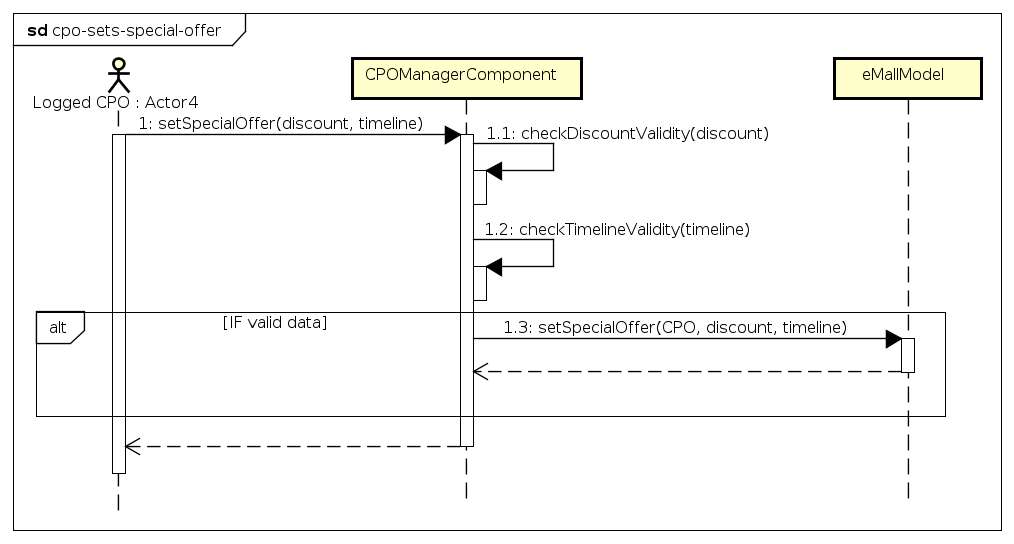 sd cpo-sets-special-offer
Logged CPO : Actor4
CPOManagerComponent
eMallModel
1: setSpecialOffer(discount, timeline)
1.1: checkDiscountValidity(discount)
1.2: checkTimelineValidity(timeline)
alt
[IF valid data]
1.3: setSpecialOffer(CPO, discount, timeline)